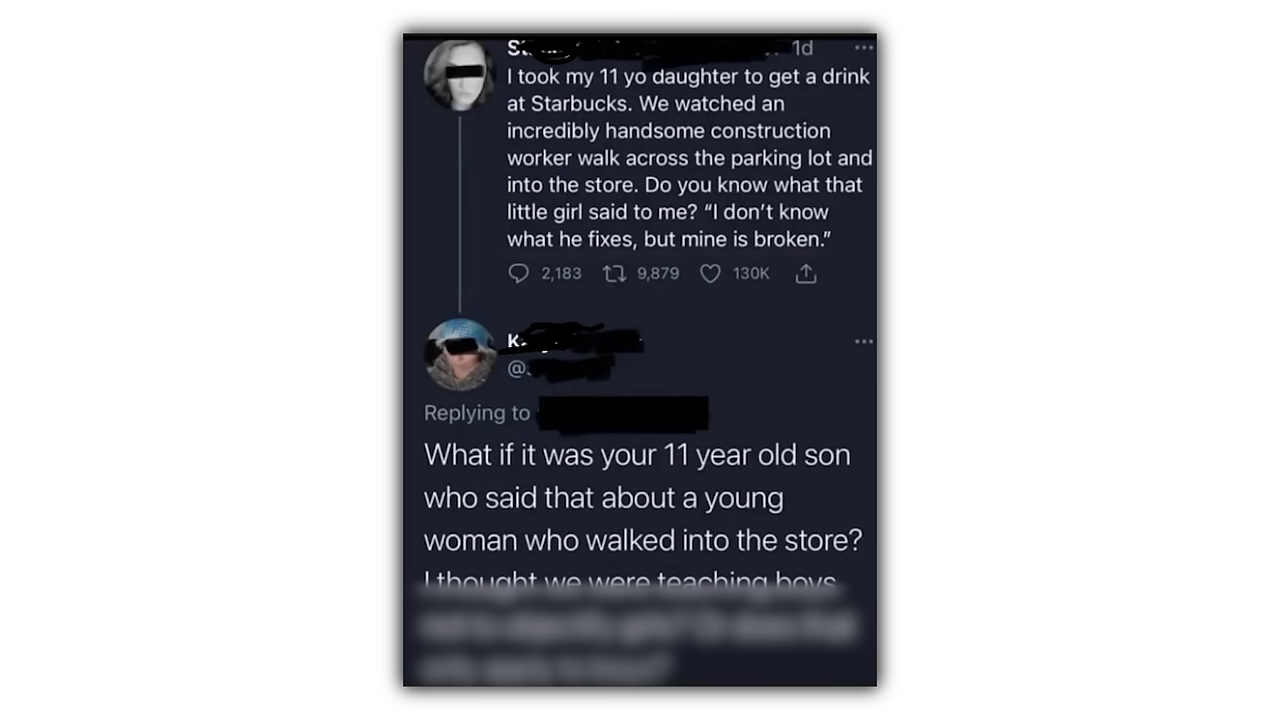 1d
I took my 11 yo daughter to get a drink
at Starbucks. We watched an
incredibly handsome construction
worker walk across the parking lot and
into the store. Do you know what that
little girl said to me? “I don’t know
what he fixes, but mine is broken.”
2,183 9,879 130K
@
Replying to
What if it was your 11 year old son
who said that about a young
woman who walked into the store?
I thought we were teaching boys